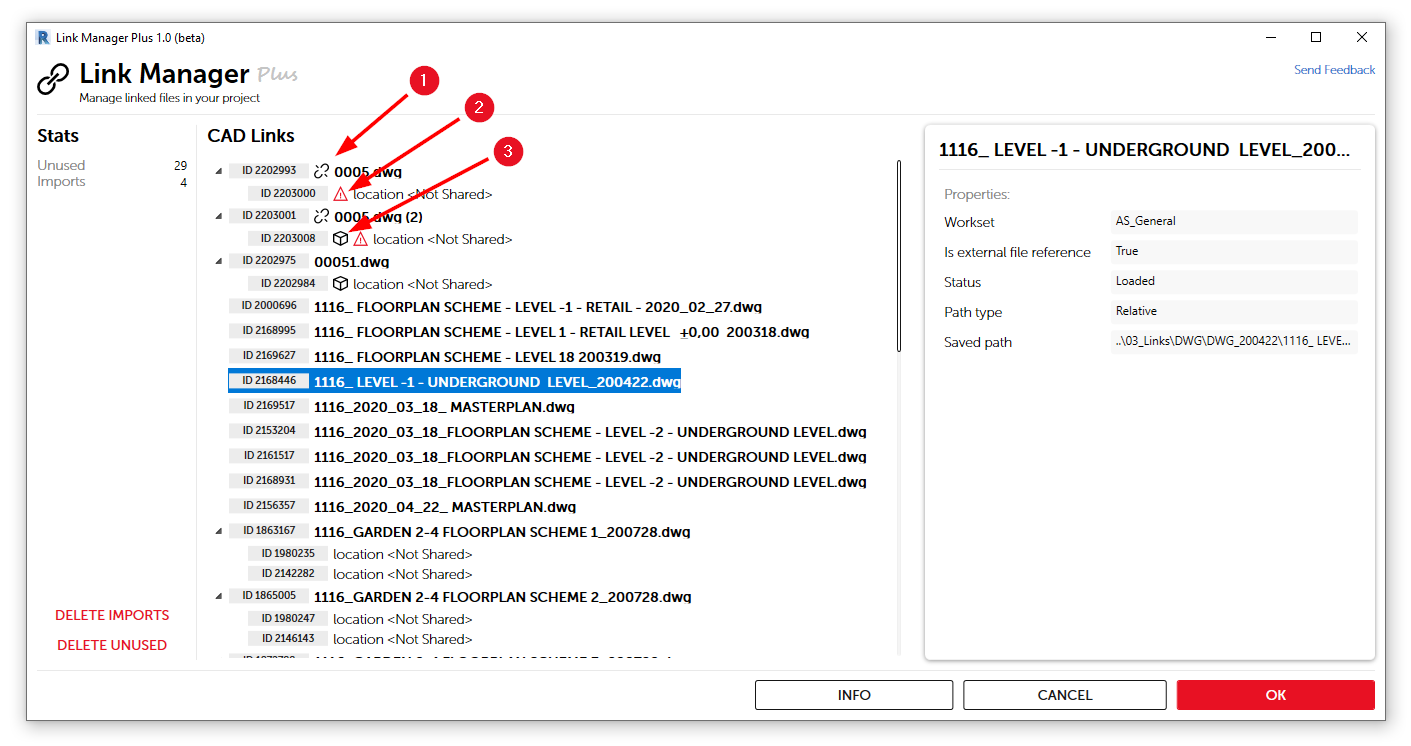 Link Manager Plus 1.0 (beta)
Link Manager Plus
Manage linked files in your project
Send Feedback
1
2
3
Stats
Unused 29
Imports 4
DELETE IMPORTS
DELETE UNUSED
CAD Links
ID 2202993 0005.dwg
ID 2203000 location <Not Shared>
ID 2203001 0005.dwg (2)
ID 2203008 location <Not Shared>
ID 2202975 00051.dwg
ID 2202984 location <Not Shared>
ID 2000696 1116_ FLOORPLAN SCHEME - LEVEL -1 - RETAIL - 2020_02_27.dwg
ID 2168995 1116_ FLOORPLAN SCHEME - LEVEL 1 - RETAIL LEVEL ±0,00 200318.dwg
ID 2169627 1116_ FLOORPLAN SCHEME - LEVEL 18 200319.dwg
ID 2168446 1116_ LEVEL -1 - UNDERGROUND LEVEL_200422.dwg
ID 2169517 1116_2020_03_18_ MASTERPLAN.dwg
ID 2153204 1116_2020_03_18_FLOORPLAN SCHEME - LEVEL -2 - UNDERGROUND LEVEL.dwg
ID 2161517 1116_2020_03_18_FLOORPLAN SCHEME - LEVEL -2 - UNDERGROUND LEVEL.dwg
ID 2168931 1116_2020_03_18_FLOORPLAN SCHEME - LEVEL -2 - UNDERGROUND LEVEL.dwg
ID 2156357 1116_2020_04_22_ MASTERPLAN.dwg
ID 1863167 1116_GARDEN 2-4 FLOORPLAN SCHEME 1_200728.dwg
ID 1980235 location <Not Shared>
ID 2142282 location <Not Shared>
ID 1865005 1116_GARDEN 2-4 FLOORPLAN SCHEME 2_200728.dwg
ID 1980247 location <Not Shared>
ID 2146143 location <Not Shared>
1116_ LEVEL -1 - UNDERGROUND LEVEL_200...
Properties:
Workset AS_General
Is external file reference True
Status Loaded
Path type Relative
Saved path ..\03_Links\DWG\DWG_200422\1116_ LEVE...
INFO
CANCEL
OK